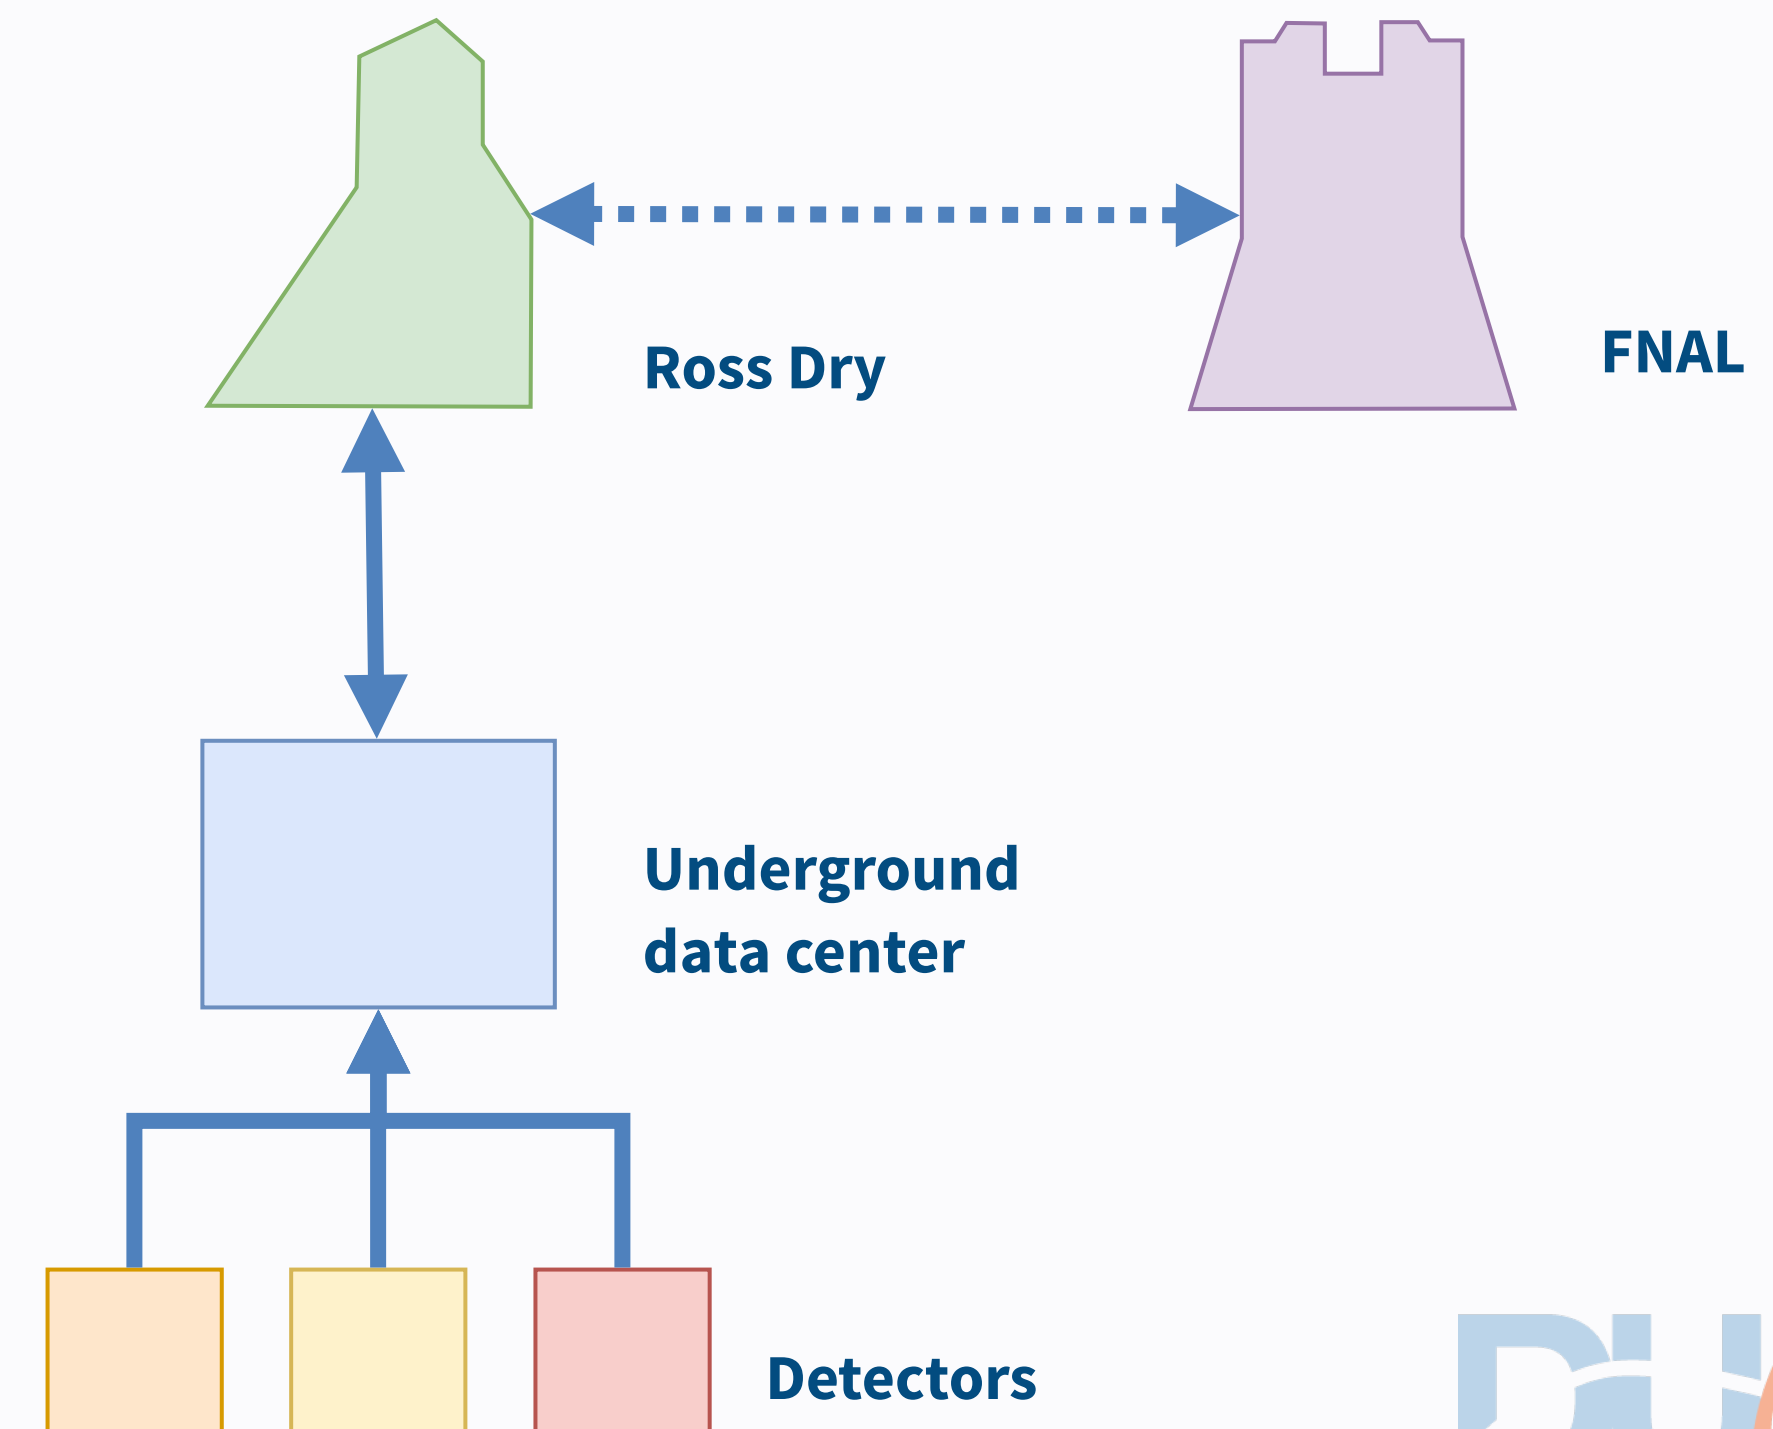 Ross Dry
FNAL
Underground
data center
Detectors